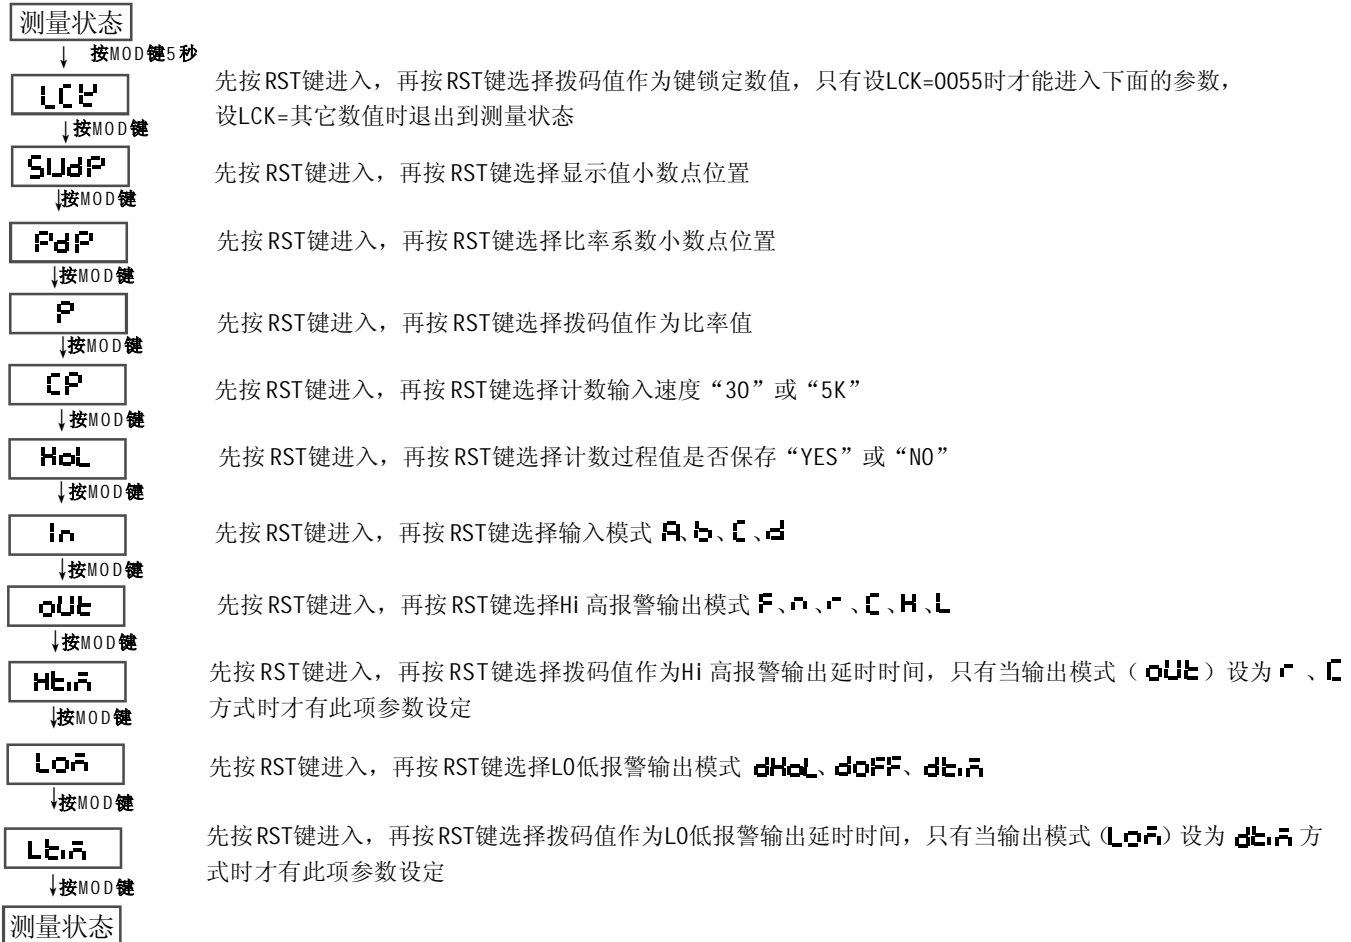 测量状态
↓ 按MOD键5秒
LCK 先按RST键进入，再按RST键选择拨码值作为键锁定数值，只有设LCK=0055时才能进入下面的参数，
设LCK=其它数值时退出到测量状态
↓按MOD键
SUdP 先按RST键进入，再按RST键选择显示值小数点位置
↓按MOD键
PdP 先按RST键进入，再按RST键选择比率系数小数点位置
↓按MOD键
P 先按RST键进入，再按RST键选择拨码值作为比率值
↓按MOD键
CP 先按RST键进入，再按RST键选择计数输入速度“30”或“5K”
↓按MOD键
HoL 先按RST键进入，再按RST键选择计数过程值是否保存“YES”或“NO”
↓按MOD键
In 先按RST键进入，再按RST键选择输入模式 A、b、C、d
↓按MOD键
oUt 先按RST键进入，再按RST键选择Hi高报警输出模式 F、n、r、C、H、L
↓按MOD键
Htim 先按RST键进入，再按RST键选择拨码值作为Hi高报警输出延时时间，只有当输出模式（oUt）设为 r 、C
方式时才有此项参数设定
↓按MOD键
Lom 先按RST键进入，再按RST键选择LO低报警输出模式 dHoL、doFF、dtim
↓按MOD键
Ltim 先按RST键进入，再按RST键选择拨码值作为LO低报警输出延时时间，只有当输出模式（Lom）设为 dtim 方
式时才有此项参数设定
↓按MOD键
测量状态